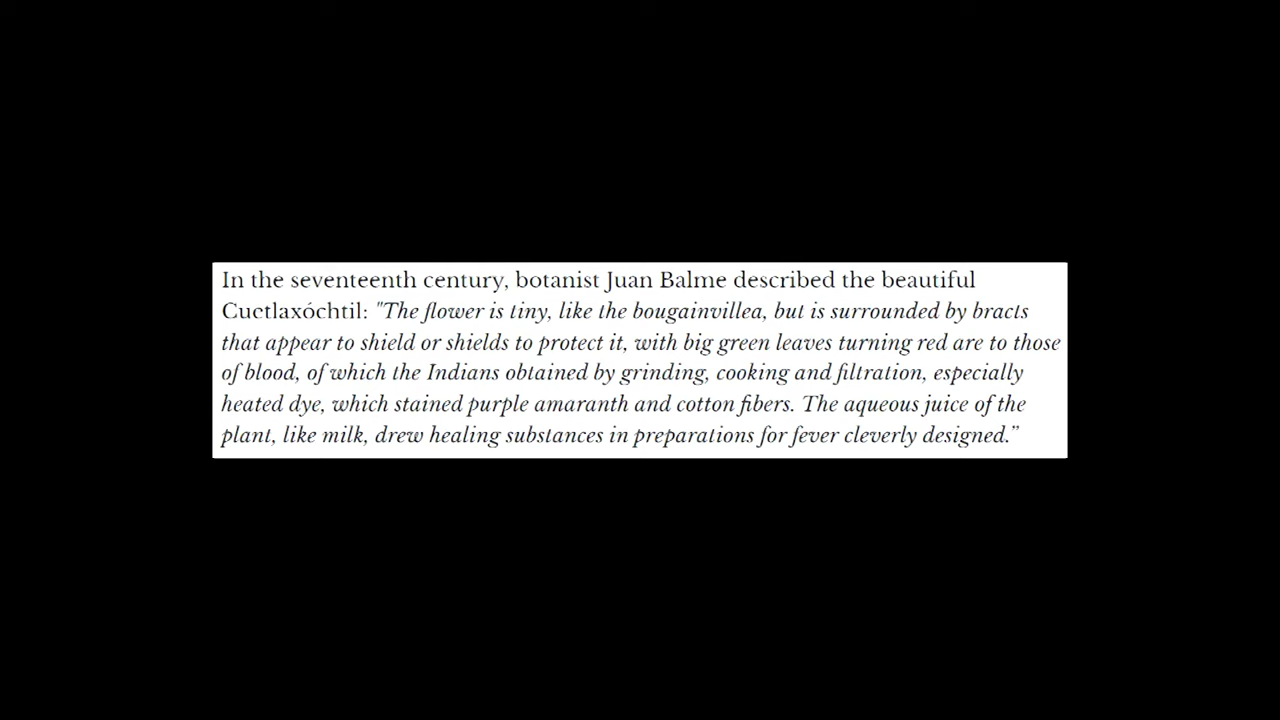 In the seventeenth century, botanist Juan Balme described the beautiful
Cuetlaxóchtil: "The flower is tiny, like the bougainvillea, but is surrounded by bracts
that appear to shield or shields to protect it, with big green leaves turning red are to those
of blood, of which the Indians obtained by grinding, cooking and filtration, especially
heated dye, which stained purple amaranth and cotton fibers. The aqueous juice of the
plant, like milk, drew healing substances in preparations for fever cleverly designed.”